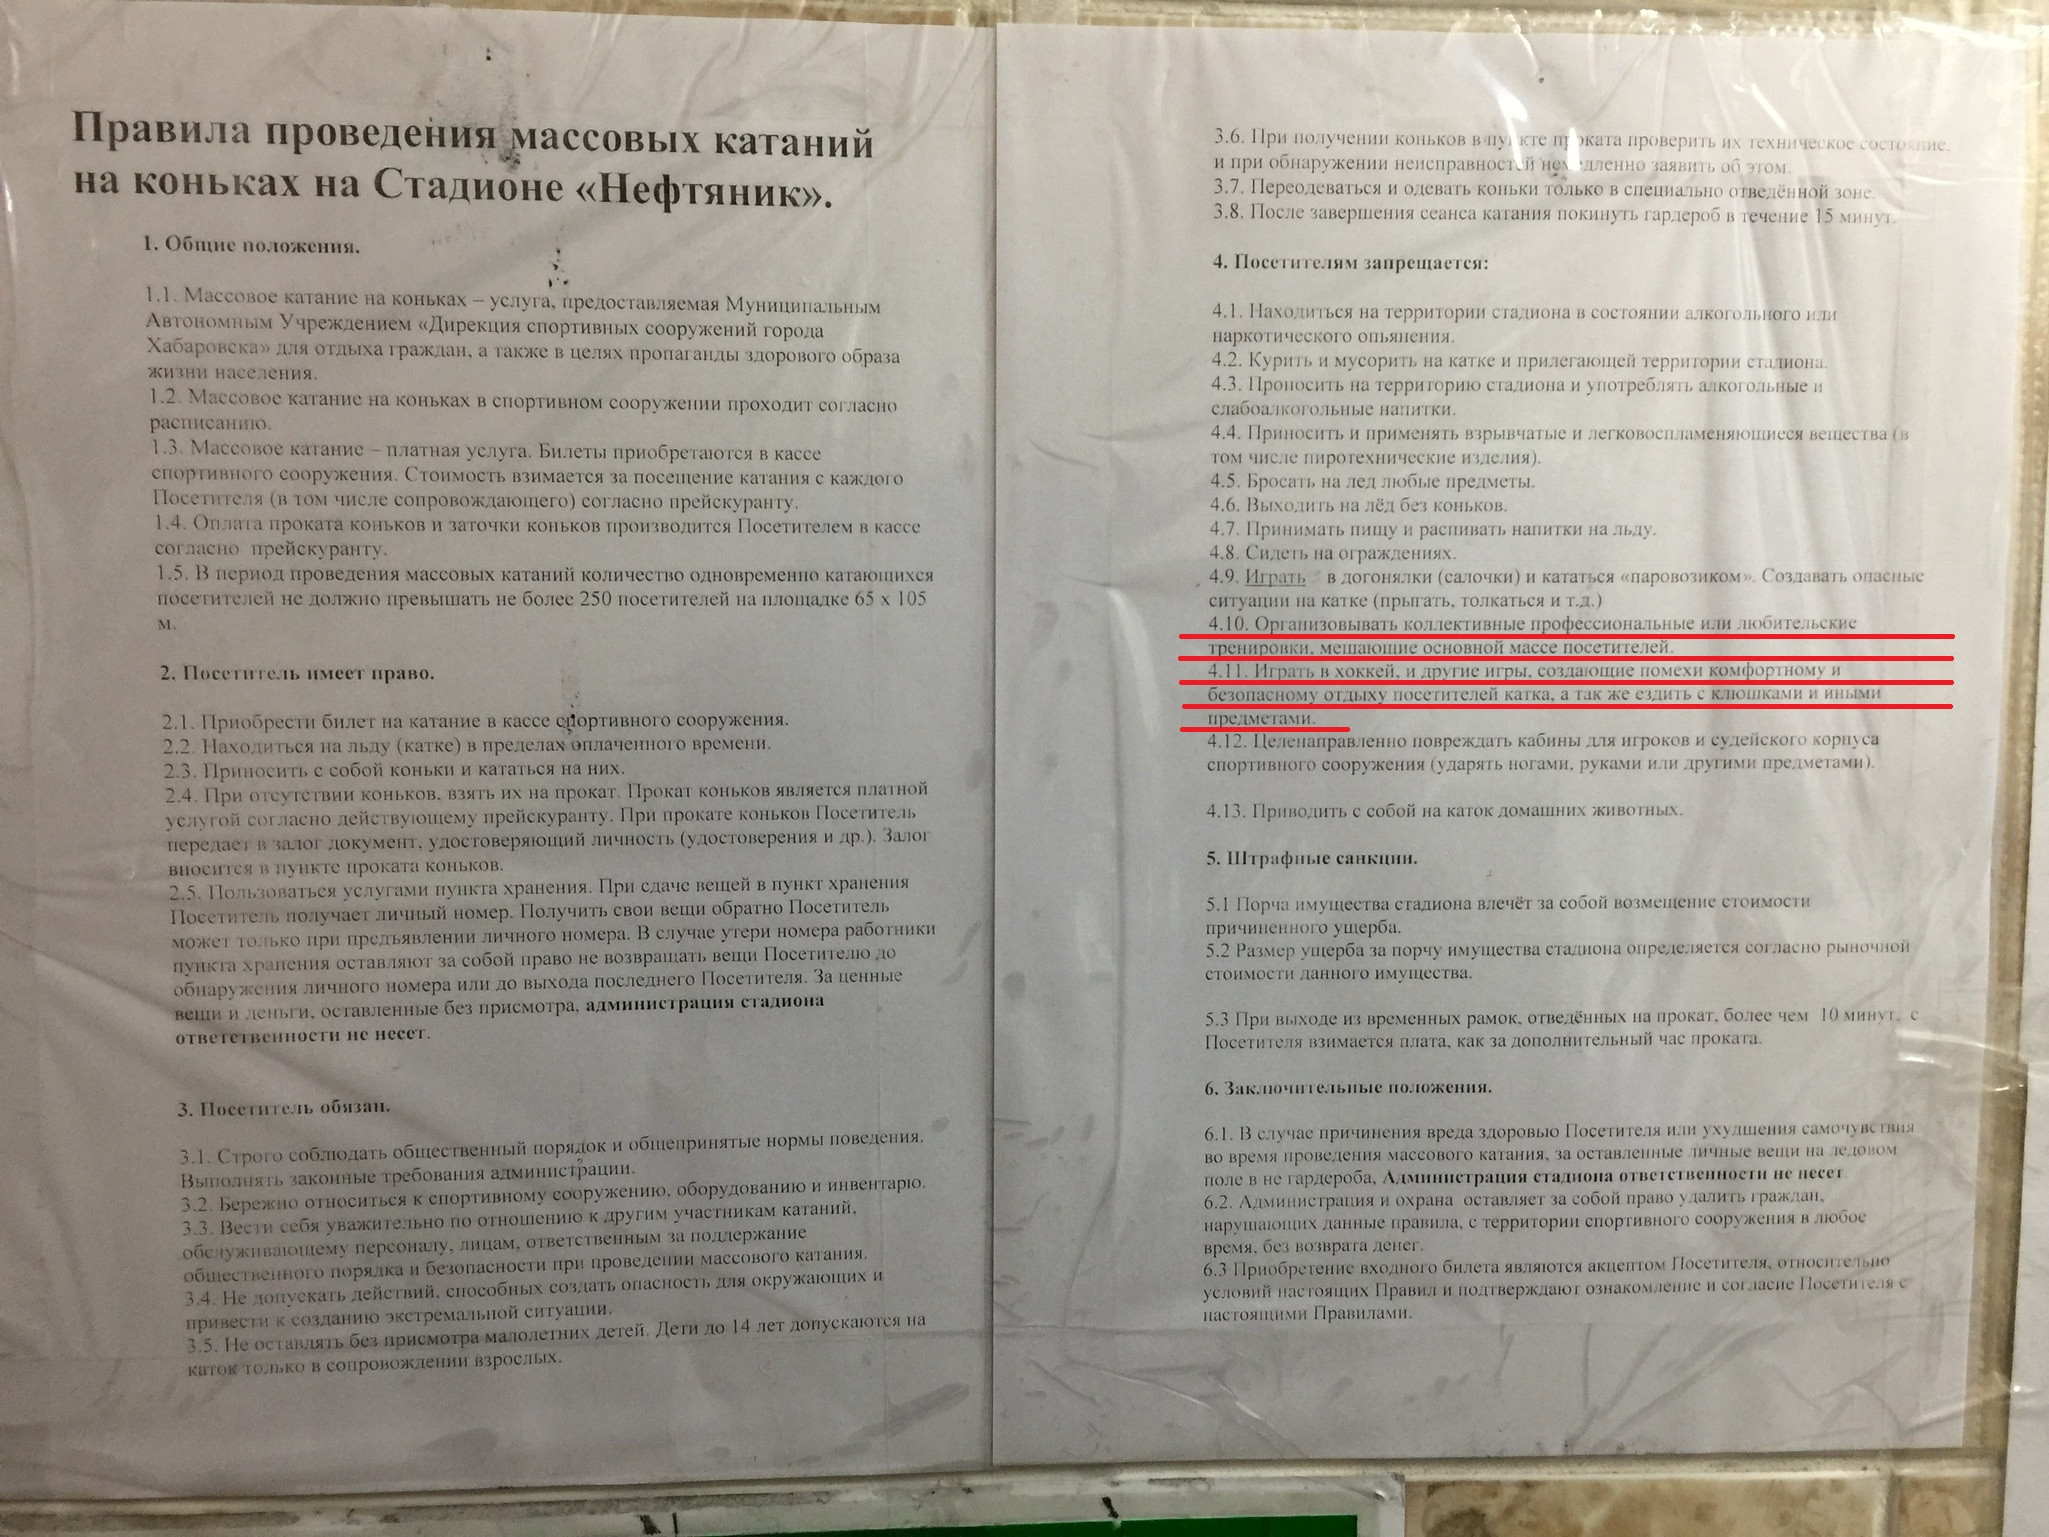 Правила проведения массовых катаний
на коньках на Стадионе «Нефтяник».
1. Общие положения.
1.1. Массовое катание на коньках – услуга, предоставляемая Муниципальным
Автономным Учреждением «Дирекция спортивных сооружений города
Хабаровска» для отдыха граждан, а также в целях пропаганды здорового образа
жизни населения.
1.2. Массовое катание на коньках в спортивном сооружении проходит согласно
расписанию.
1.3. Массовое катание – платная услуга. Билеты приобретаются в кассе
спортивного сооружения. Стоимость взимается за посещение катания с каждого
Посетителя (в том числе сопровождающего) согласно прейскуранту.
1.4. Оплата проката коньков и заточки коньков производится Посетителем в кассе
согласно прейскуранту.
1.5. В период проведения массовых катаний количество одновременно катающихся
посетителей не должно превышать не более 250 посетителей на площадке 65 х 105
м.
2. Посетитель имеет право.
2.1. Приобрести билет на катание в кассе спортивного сооружения.
2.2. Находиться на льду (катке) в пределах оплаченного времени.
2.3. Приносить с собой коньки и кататься на них.
2.4. При отсутствии коньков, взять их на прокат. Прокат коньков является платной
услугой согласно действующему прейскуранту. При прокате коньков Посетитель
передает в залог документ, удостоверяющий личность (удостоверения и др.). Залог
вносится в пункте проката коньков.
2.5. Пользоваться услугами пункта хранения. При сдаче вещей в пункт хранения
Посетитель получает личный номер. Получить свои вещи обратно Посетитель
может только при предъявлении личного номера. В случае утери номера работники
пункта хранения оставляют за собой право не возвращать вещи Посетителю до
обнаружения личного номера или до выхода последнего Посетителя. За ценные
вещи и деньги, оставленные без присмотра, администрация стадиона
ответственности не несет.
3. Посетитель обязан.
3.1. Строго соблюдать общественный порядок и общепринятые нормы поведения.
Выполнять законные требования администрации.
3.2. Бережно относиться к спортивному сооружению, оборудованию и инвентарю.
3.3. Вести себя уважительно по отношению к другим участникам катаний,
обслуживающему персоналу, лицам, ответственным за поддержание
общественного порядка и безопасности при проведении массового катания.
3.4. Не допускать действий, способных создать опасность для окружающих и
привести к созданию экстремальной ситуации.
3.5. Не оставлять без присмотра малолетних детей. Дети до 14 лет допускаются на
каток только в сопровождении взрослых.
3.6. При получении коньков в пункте проката проверить их техническое состояние,
и при обнаружении неисправностей немедленно заявить об этом.
3.7. Переодеваться и одевать коньки только в специально отведённой зоне.
3.8. После завершения сеанса катания покинуть гардероб в течение 15 минут.
4. Посетителям запрещается:
4.1. Находиться на территории стадиона в состоянии алкогольного или
наркотического опьянения.
4.2. Курить и мусорить на катке и прилегающей территории стадиона.
4.3. Проносить на территорию стадиона и употреблять алкогольные и
слабоалкогольные напитки.
4.4. Приносить и применять взрывчатые и легковоспламеняющиеся вещества (в
том числе пиротехнические изделия).
4.5. Бросать на лед любые предметы.
4.6. Выходить на лёд без коньков.
4.7. Принимать пищу и распивать напитки на льду.
4.8. Сидеть на ограждениях.
4.9. Играть в догонялки (салочки) и кататься «паровозиком». Создавать опасные
ситуации на катке (прыгать, толкаться и т.д.)
4.10. Организовывать коллективные профессиональные или любительские
тренировки, мешающие основной массе посетителей.
4.11. Играть в хоккей, и другие игры, создающие помехи комфортному и
безопасному отдыху посетителей катка, а так же ездить с клюшками и иными
предметами.
4.12. Целенаправленно повреждать кабины для игроков и судейского корпуса
спортивного сооружения (ударять ногами, руками или другими предметами).
4.13. Приводить с собой на каток домашних животных.
5. Штрафные санкции.
5.1 Порча имущества стадиона влечёт за собой возмещение стоимости
причиненного ущерба.
5.2 Размер ущерба за порчу имущества стадиона определяется согласно рыночной
стоимости данного имущества.
5.3 При выходе из временных рамок, отведённых на прокат, более чем 10 минут, с
Посетителя взимается плата, как за дополнительный час проката.
6. Заключительные положения.
6.1. В случае причинения вреда здоровью Посетителя или ухудшения самочувствия
во время проведения массового катания, за оставленные личные вещи на ледовом
поле в не гардероба, Администрация стадиона ответственности не несет.
6.2. Администрация и охрана оставляет за собой право удалить граждан,
нарушающих данные правила, с территории спортивного сооружения в любое
время, без возврата денег.
6.3 Приобретение входного билета являются акцептом Посетителя, относительно
условий настоящих Правил и подтверждают ознакомление и согласие Посетителя с
настоящими Правилами.